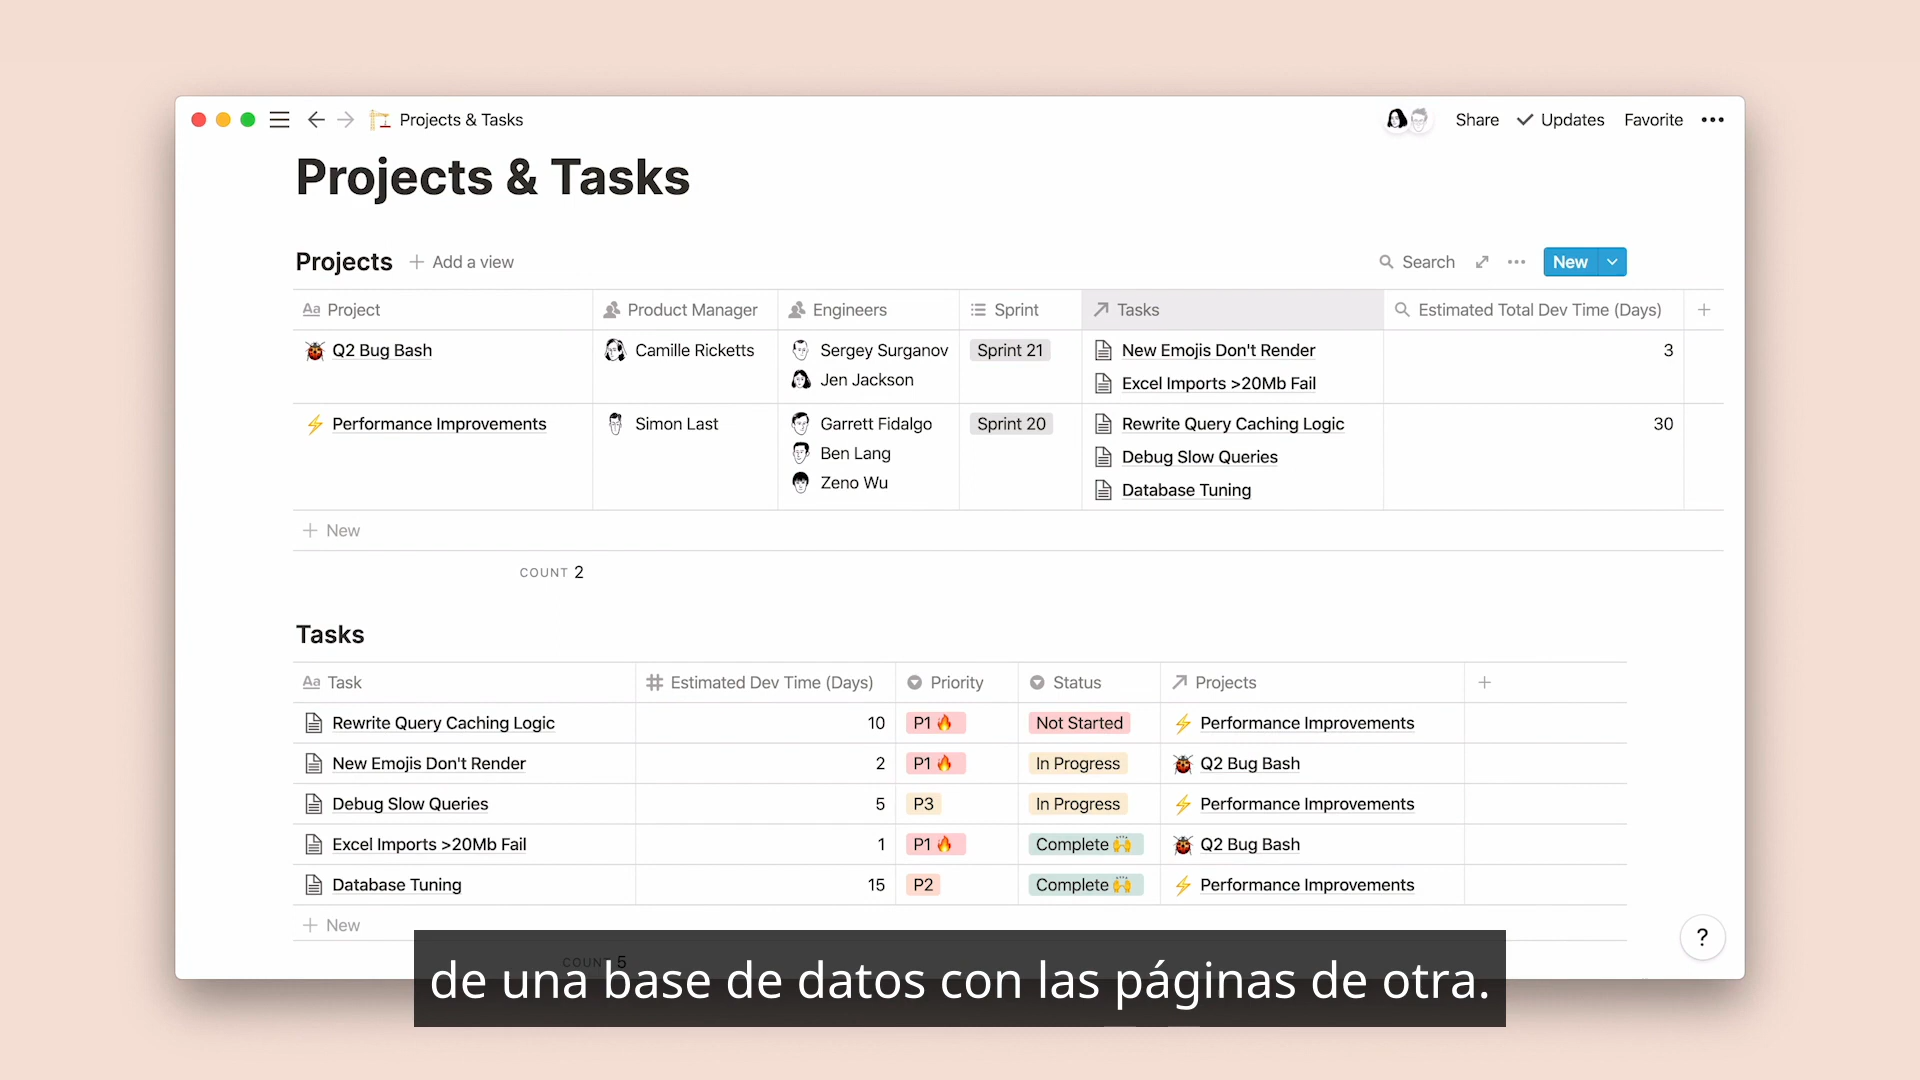 Projects & Tasks
Share Updates Favorite
Projects & Tasks
Projects Add a view Search New
Aa Project Product Manager Engineers Sprint Tasks Estimated Total Dev Time (Days)
Q2 Bug Bash Camille Ricketts Sergey Surganov Sprint 21 New Emojis Don't Render 3
Jen Jackson Excel Imports >20Mb Fail
Performance Improvements Simon Last Garrett Fidalgo Sprint 20 Rewrite Query Caching Logic 30
Ben Lang Debug Slow Queries
Zeno Wu Database Tuning
New
COUNT 2
Tasks
Aa Task Estimated Dev Time (Days) Priority Status Projects
Rewrite Query Caching Logic 10 P1 Not Started Performance Improvements
New Emojis Don't Render 2 P1 In Progress Q2 Bug Bash
Debug Slow Queries 5 P3 In Progress Performance Improvements
Excel Imports >20Mb Fail 1 P1 Complete Q2 Bug Bash
Database Tuning 15 P2 Complete Performance Improvements
New
?
COUNT 5
de una base de datos con las páginas de otra.